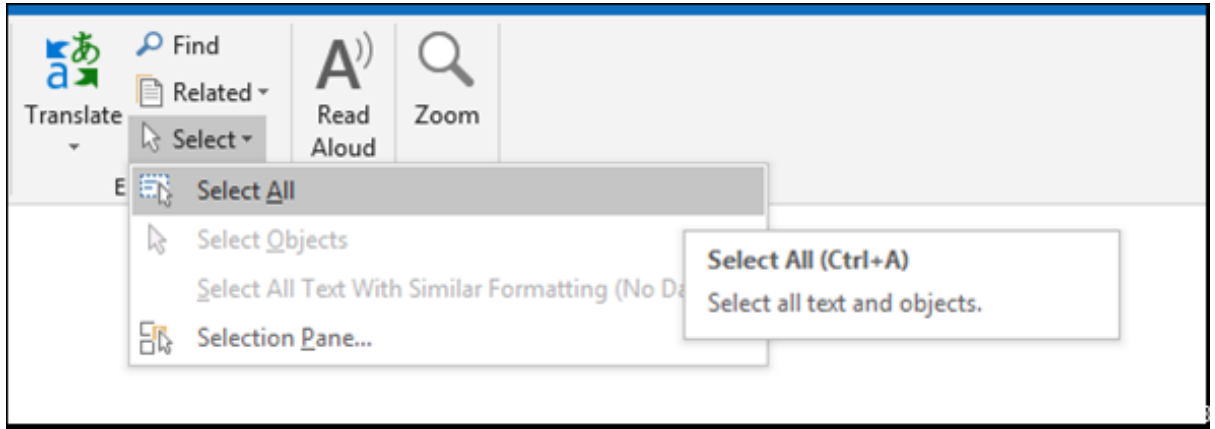 Find
Related
Translate
Select
Read
Aloud
Zoom
E
Select All
Select Objects
Select All Text With Similar Formatting (No Da
Selection Pane...
Select All (Ctrl+A)
Select all text and objects.